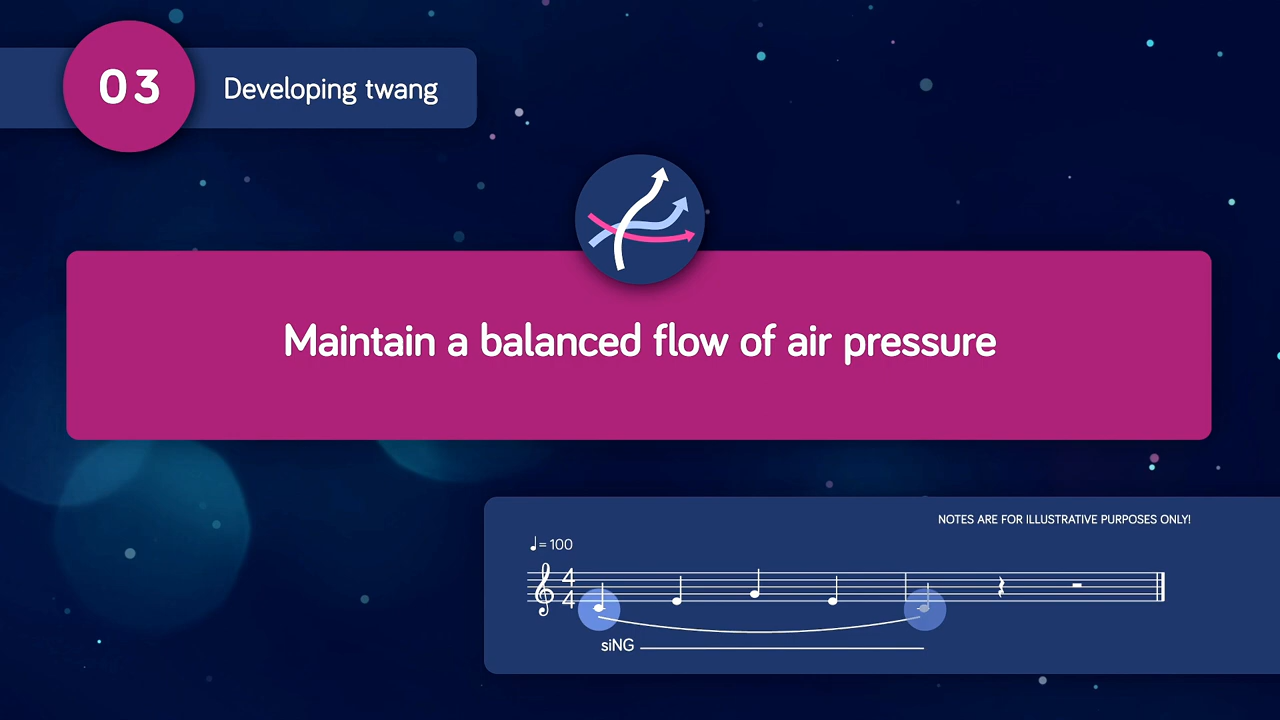 03
Developing twang
Maintain a balanced flow of air pressure
NOTES ARE FOR ILLUSTRATIVE PURPOSES ONLY!
♩= 100
4
4
siNG